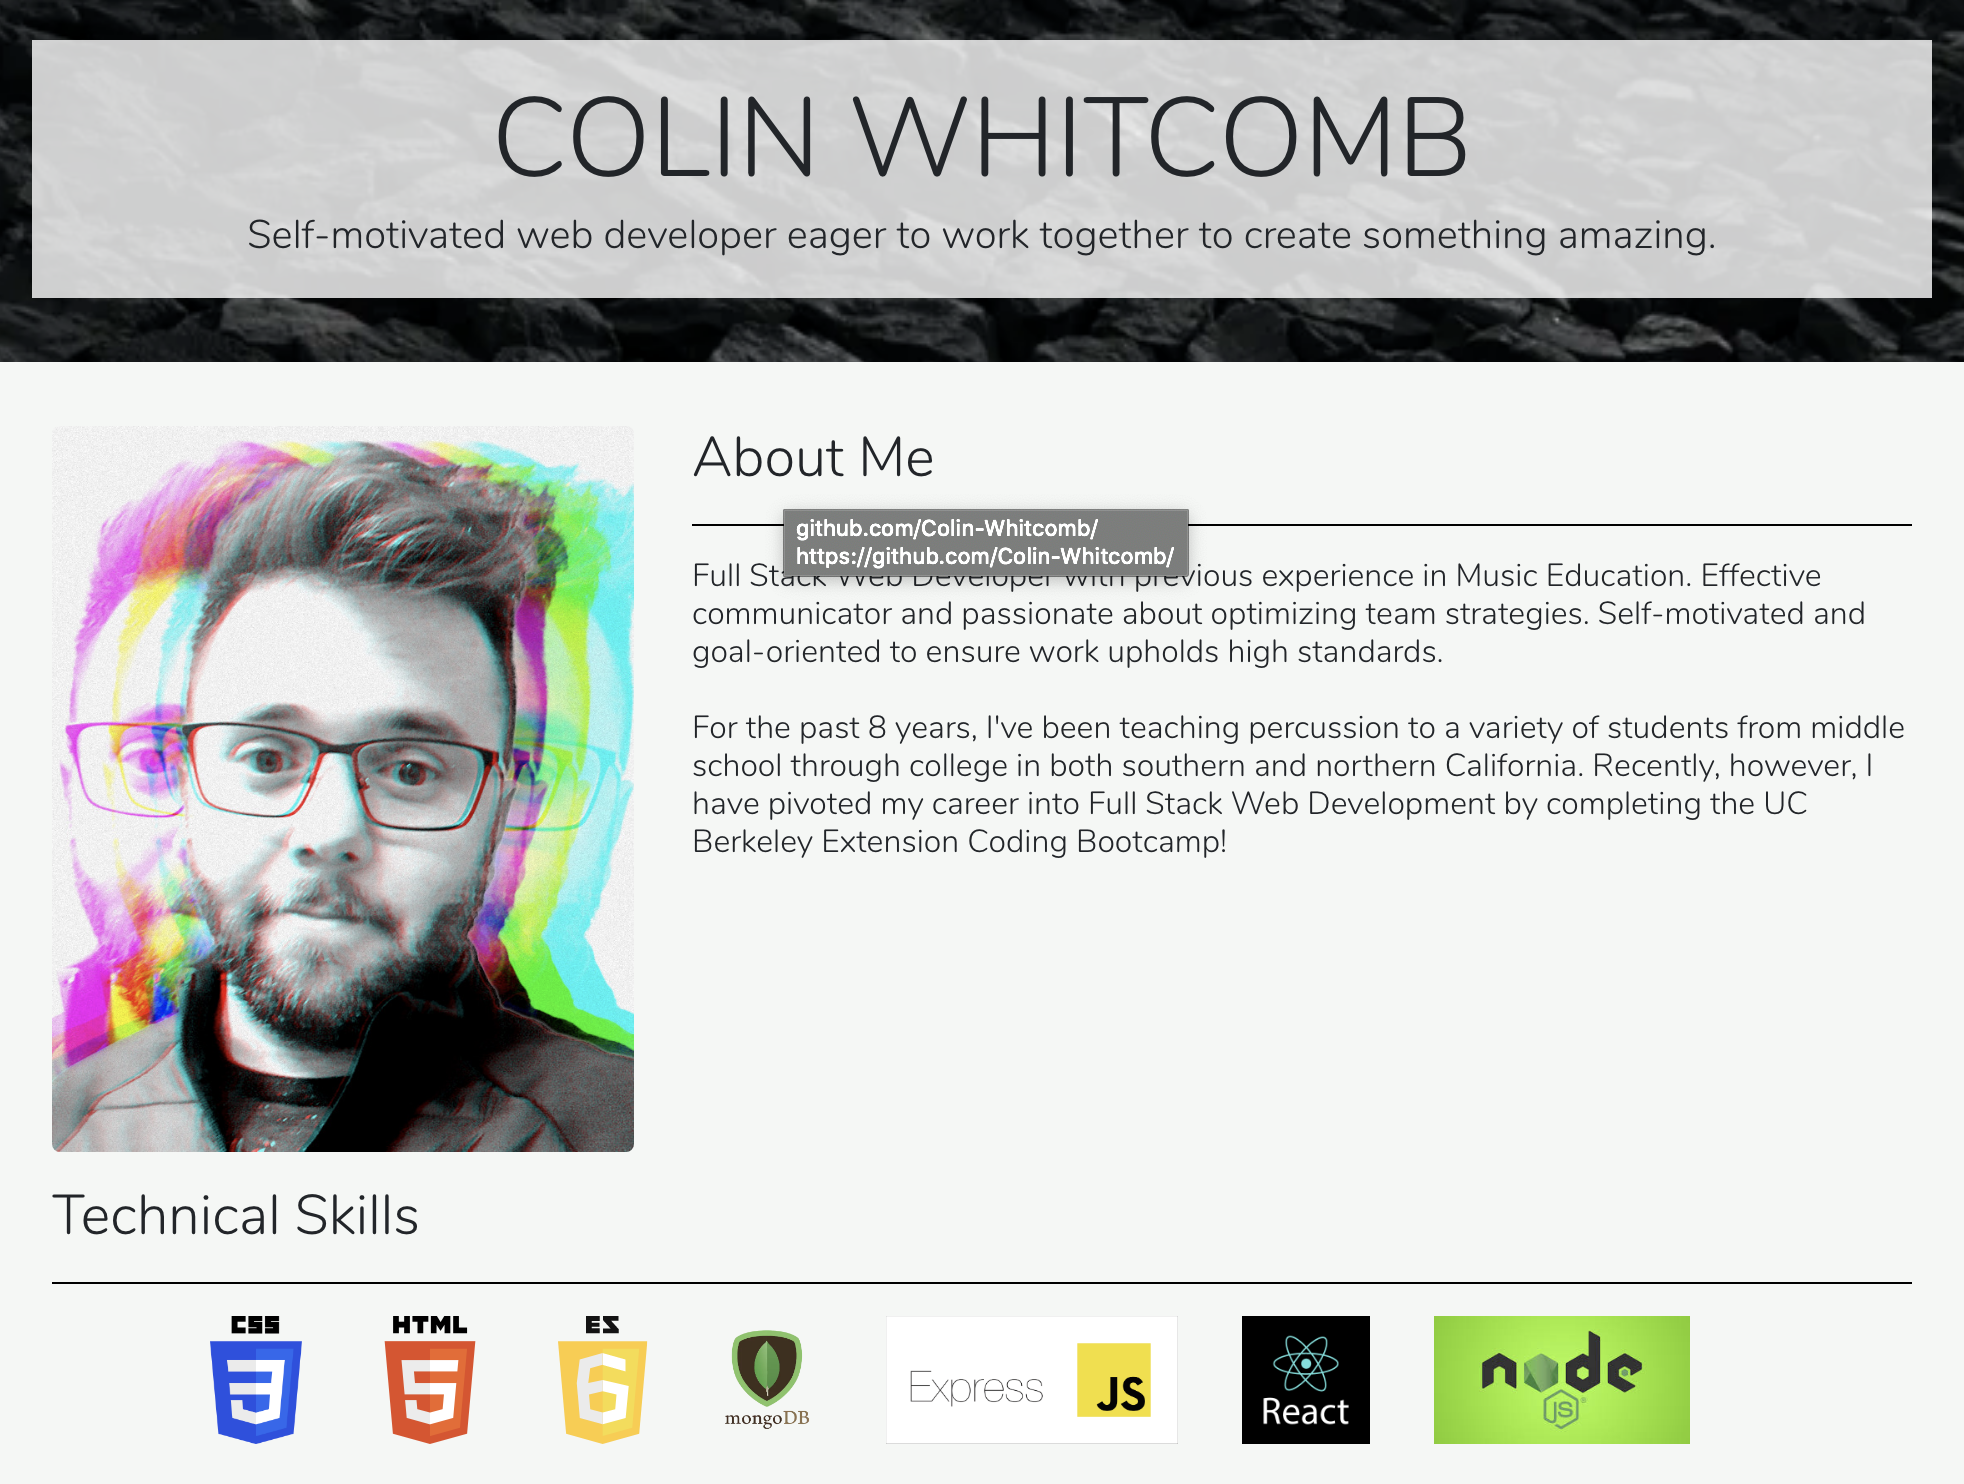 COLIN WHITCOMB
Self-motivated web developer eager to work together to create something amazing.
About Me
github.com/Colin-Whitcomb/
https://github.com/Colin-Whitcomb/
Full Stack Web Developer with previous experience in Music Education. Effective
communicator and passionate about optimizing team strategies. Self-motivated and
goal-oriented to ensure work upholds high standards.
For the past 8 years, I've been teaching percussion to a variety of students from middle
school through college in both southern and northern California. Recently, however, I
have pivoted my career into Full Stack Web Development by completing the UC
Berkeley Extension Coding Bootcamp!
Technical Skills
CSS
3
HTML
5
ES
6
mongoDB
Express
JS
React
node
JS